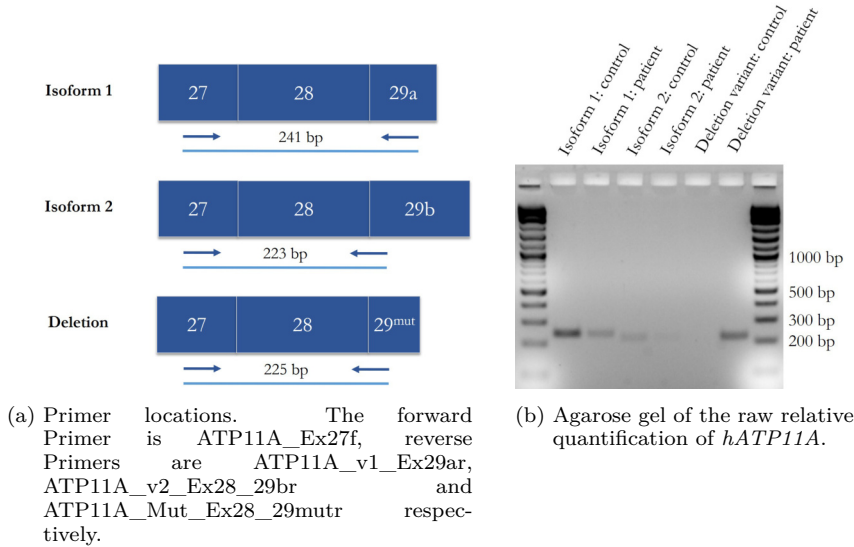 Isoform 1
27 28 29a
241 bp
Isoform 2
27 28 29b
223 bp
Deletion
27 28 29mut
225 bp
(a) Primer locations. The forward
Primer is ATP11A_Ex27f, reverse
Primers are ATP11A_v1_Ex29ar,
ATP11A_v2_Ex28_29br and
ATP11A_Mut_Ex28_29mutr respec-
tively.
Isoform 1: control
Isoform 1: patient
Isoform 2: control
Isoform 2: patient
Deletion variant: control
Deletion variant: patient
1000 bp
500 bp
300 bp
200 bp
(b) Agarose gel of the raw relative
quantification of hATP11A.